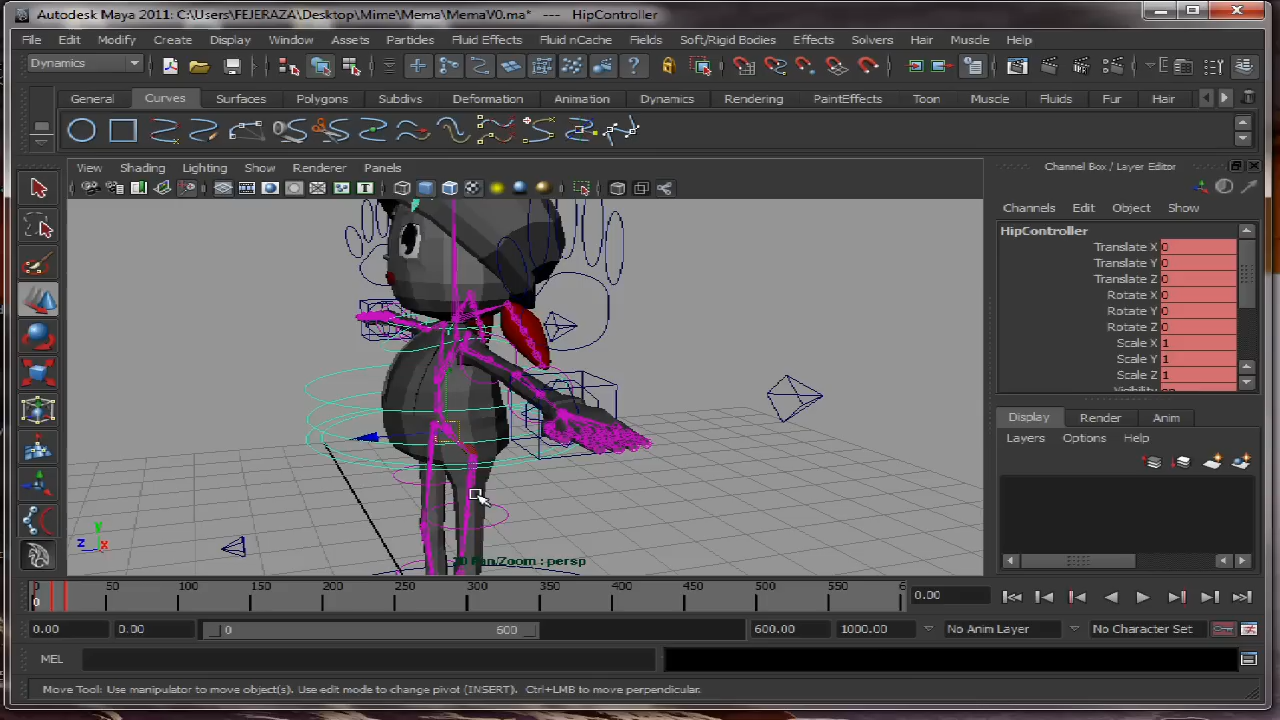 Autodesk Maya 2011: C:\Users\FEJERAZA\Desktop\Mime\Mema\MemaV0.ma* --- HipController
File Edit Modify Create Display Window Assets Particles Fluid Effects Fluid nCache Fields Soft/Rigid Bodies Effects Solvers Hair Muscle Help
Dynamics
General Curves Surfaces Polygons Subdivs Deformation Animation Dynamics Rendering PaintEffects Toon Muscle Fluids Fur Hair
View Shading Lighting Show Renderer Panels
Channel Box / Layer Editor
Channels Edit Object Show
HipController
Translate X 0
Translate Y 0
Translate Z 0
Rotate X 0
Rotate Y 0
Rotate Z 0
Scale X 1
Scale Y 1
Scale Z 1
Display Render Anim
Layers Options Help
y
z x
2D Pan/Zoom : persp
0 50 100 150 200 250 300 350 400 450 500 550 6
0
0.00
0.00 0.00 0 600 600.00 1000.00 No Anim Layer No Character Set
MEL
Move Tool: Use manipulator to move object(s). Use edit mode to change pivot (INSERT). Ctrl+LMB to move perpendicular.